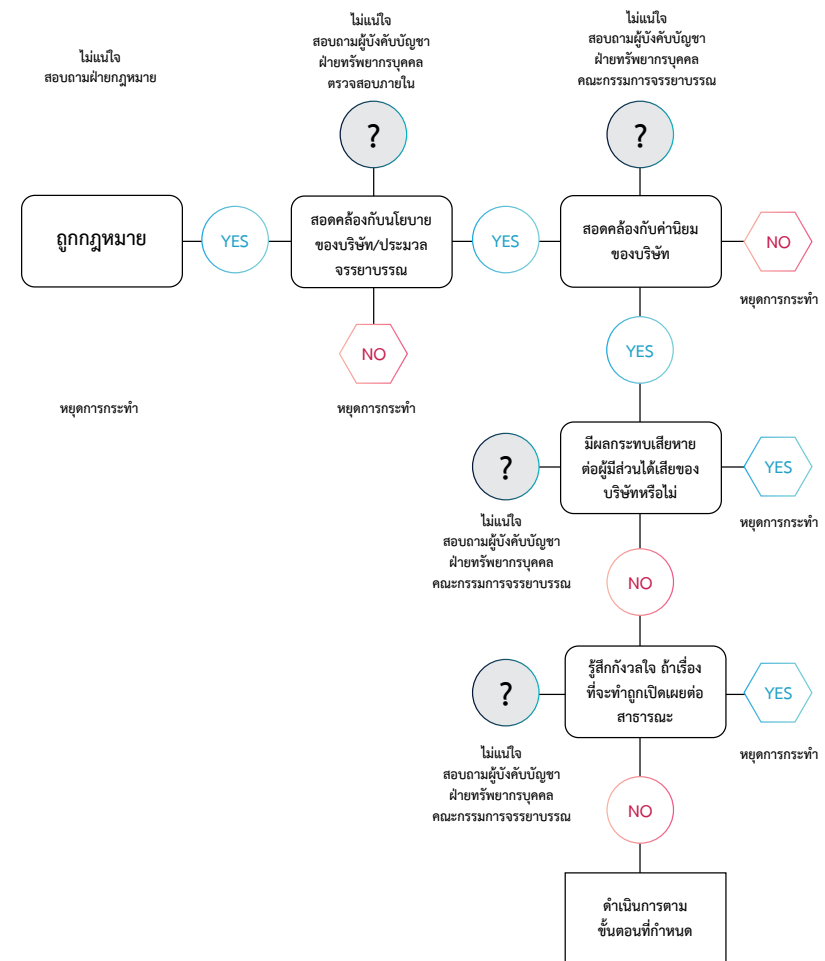 ไม่แน่ใจ
สอบถามฝ่ายกฎหมาย
ไม่แน่ใจ
สอบถามผู้บังคับบัญชา
ฝ่ายทรัพยากรบุคคล
ตรวจสอบภายใน
ไม่แน่ใจ
สอบถามผู้บังคับบัญชา
ฝ่ายทรัพยากรบุคคล
คณะกรรมการจรรยาบรรณ
?
?
ถูกกฎหมาย
YES
สอดคล้องกับนโยบาย
ของบริษัท/ประมวล
จรรยาบรรณ
YES
สอดคล้องกับค่านิยม
ของบริษัท
NO
หยุดการกระทำ
NO
YES
หยุดการกระทำ
หยุดการกระทำ
?
มีผลกระทบเสียหาย
ต่อผู้มีส่วนได้เสียของ
บริษัทหรือไม่
YES
หยุดการกระทำ
ไม่แน่ใจ
สอบถามผู้บังคับบัญชา
ฝ่ายทรัพยากรบุคคล
คณะกรรมการจรรยาบรรณ
NO
?
รู้สึกกังวลใจ ถ้าเรื่อง
ที่จะทำถูกเปิดเผยต่อ
สาธารณะ
YES
หยุดการกระทำ
ไม่แน่ใจ
สอบถามผู้บังคับบัญชา
ฝ่ายทรัพยากรบุคคล
คณะกรรมการจรรยาบรรณ
NO
ดำเนินการตาม
ขั้นตอนที่กำหนด